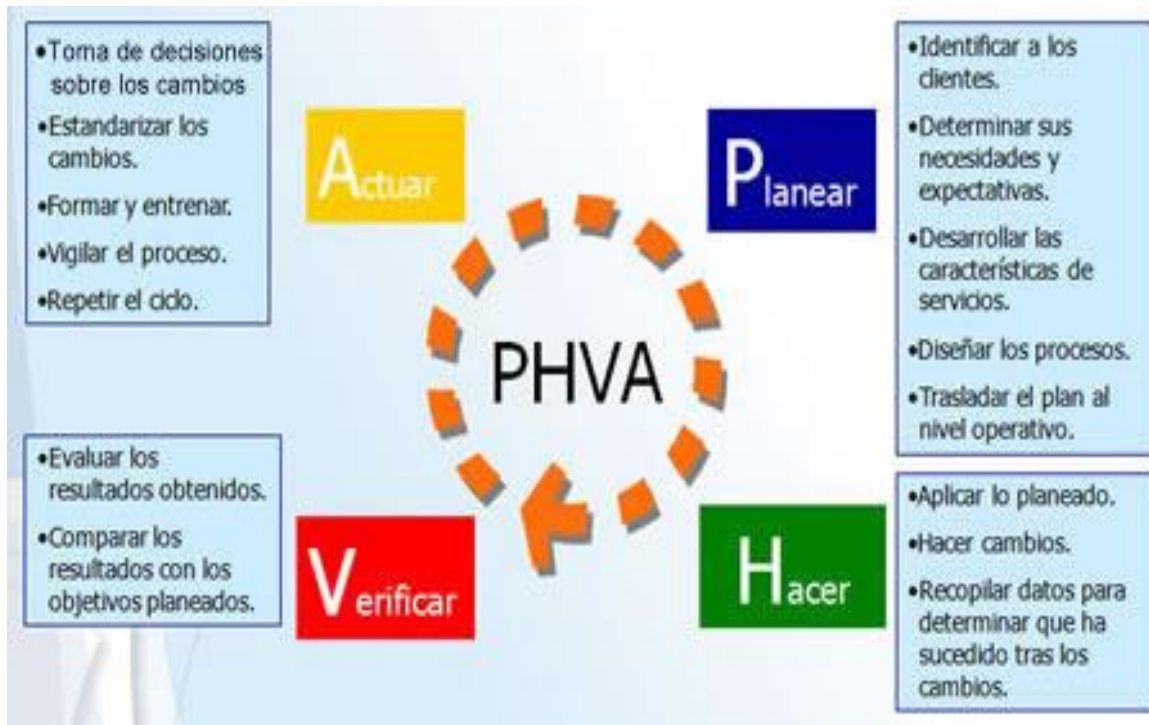 •Toma de decisiones
sobre los cambios
•Estandarizar los
cambios.
•Formar y entrenar.
•Vigilar el proceso.
•Repetir el ciclo.
Actuar
Planear
•Identificar a los
clientes.
•Determinar sus
necesidades y
expectativas.
•Desarrollar las
características de
servicios.
•Diseñar los procesos.
•Trasladar el plan al
nivel operativo.
PHVA
•Evaluar los
resultados obtenidos.
•Comparar los
resultados con los
objetivos planeados.
Verificar
Hacer
•Aplicar lo planeado.
•Hacer cambios.
•Recopilar datos para
determinar que ha
sucedido tras los
cambios.